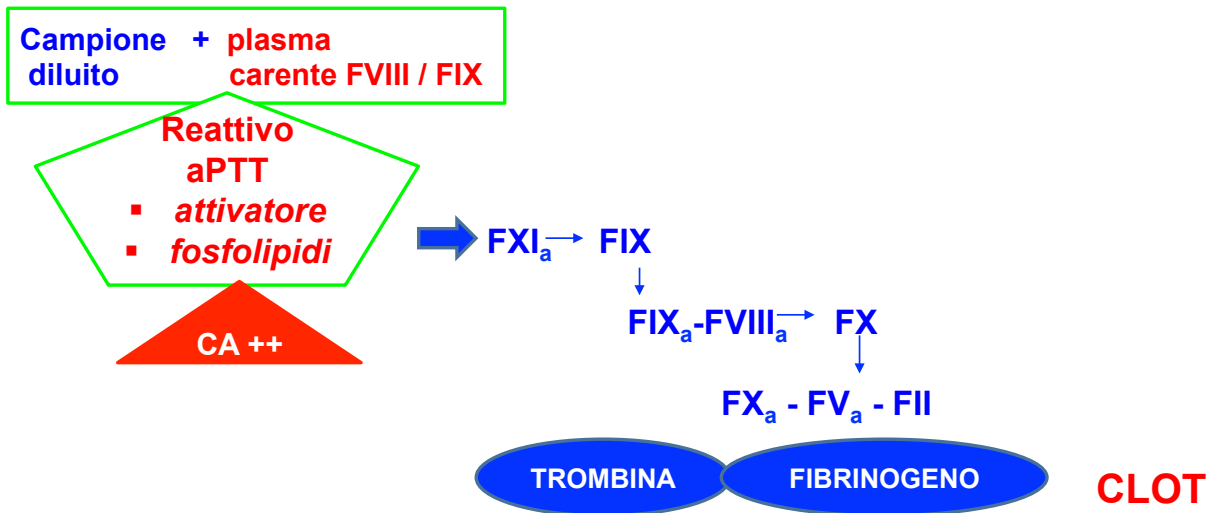 Campione + plasma
diluito carente FVIII / FIX
Reattivo
aPTT
▪ attivatore
▪ fosfolipidi
FXIₐ → FIX
FIXₐ-FVIIIₐ → FX
CA ++
FXₐ - FVₐ - FII
TROMBINA FIBRINOGENO
CLOT